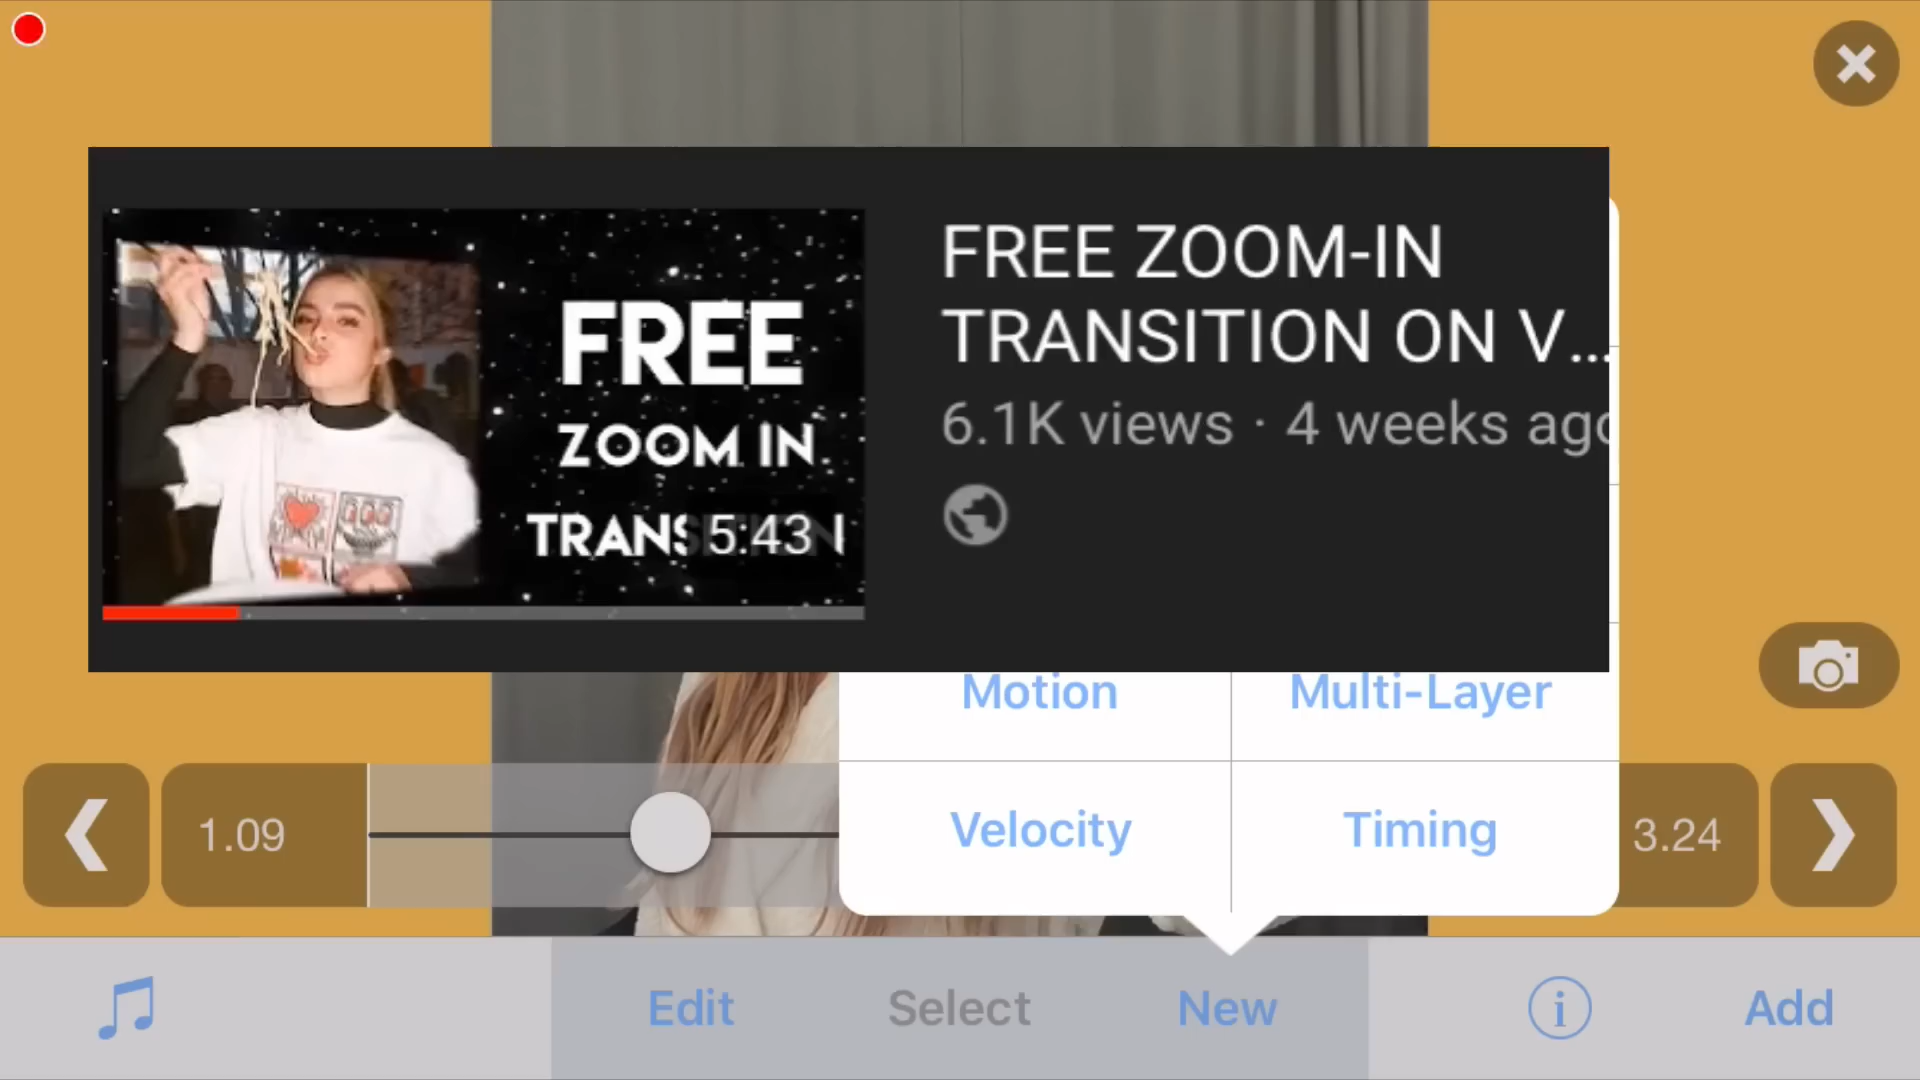 FREE ZOOM-IN
TRANSITION ON V...
6.1K views · 4 weeks ago
FREE
ZOOM IN
TRANS
5:43
Motion
Multi-Layer
Velocity
Timing
1.09
3.24
Edit
Select
New
i
Add